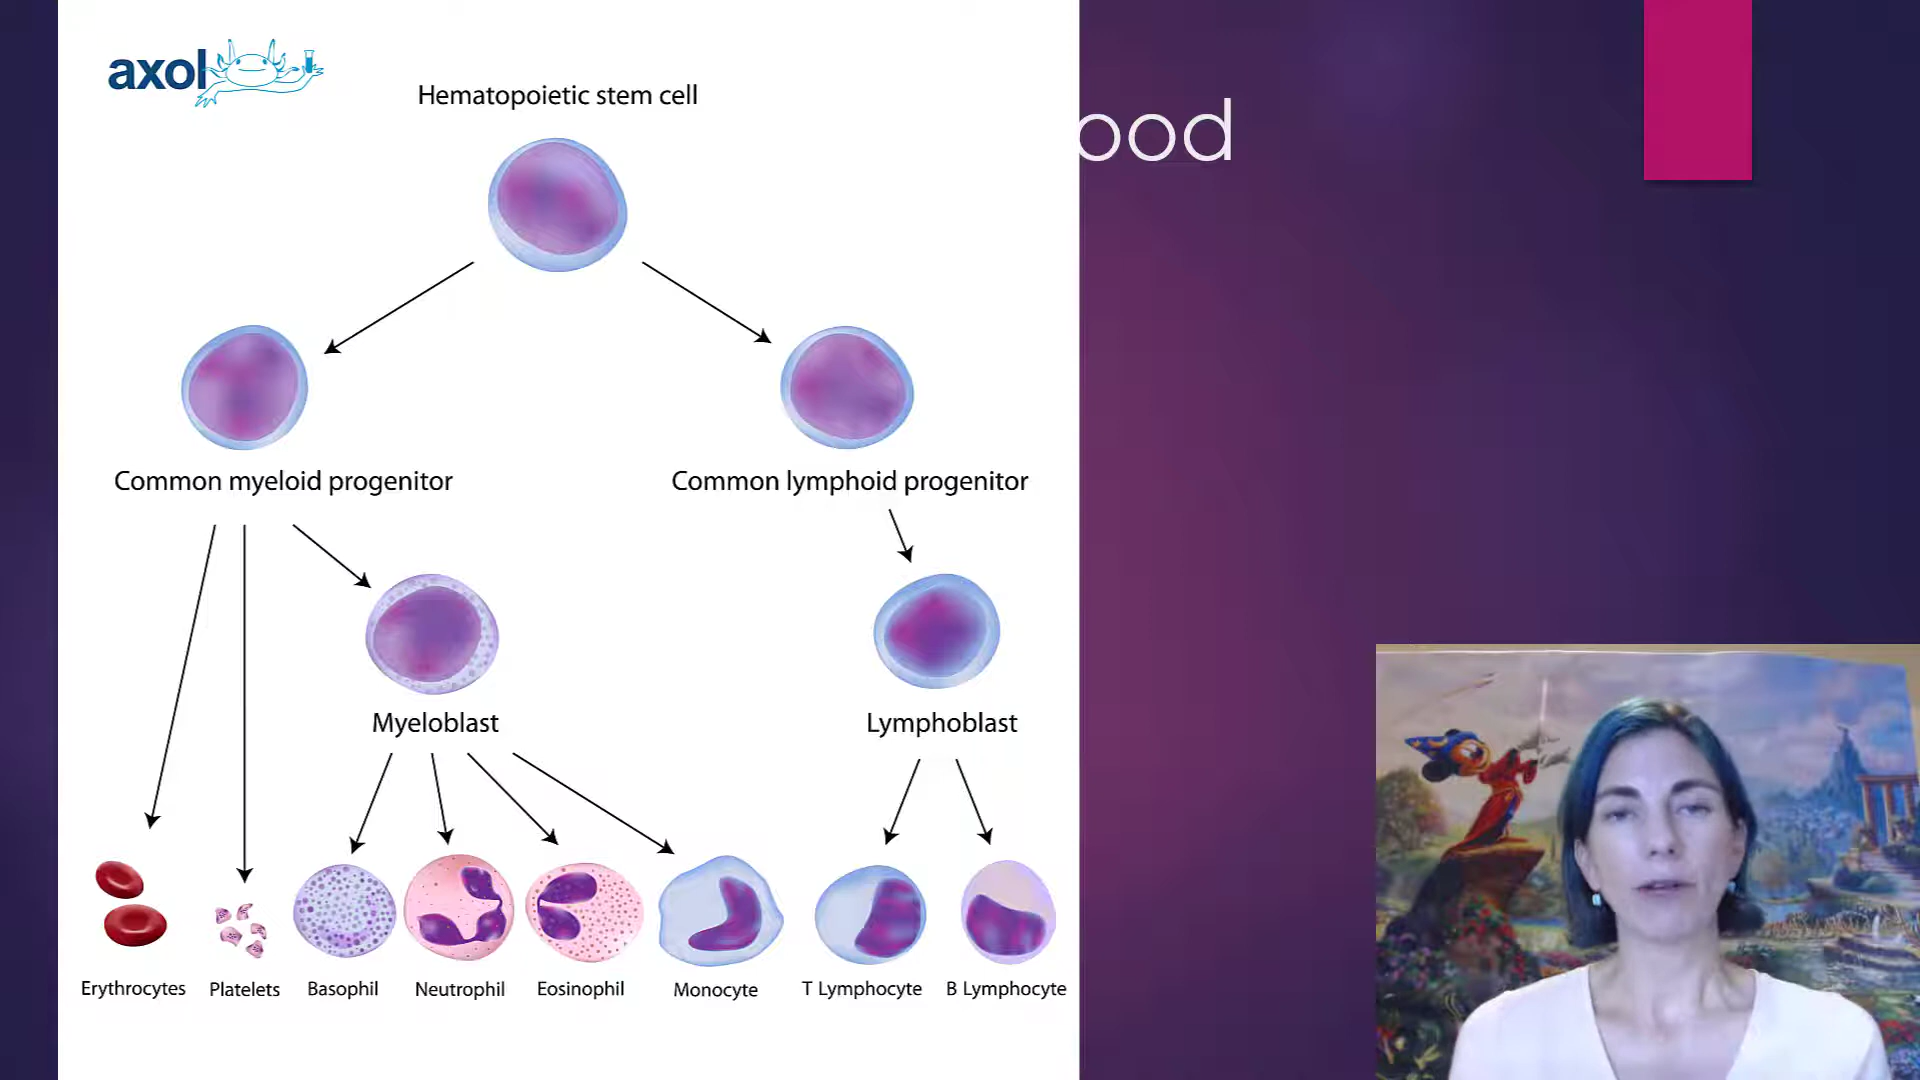 axol
Hematopoietic stem cell
ood
Common myeloid progenitor
Common lymphoid progenitor
Myeloblast
Lymphoblast
Erythrocytes
Platelets
Basophil
Neutrophil
Eosinophil
Monocyte
T Lymphocyte
B Lymphocyte